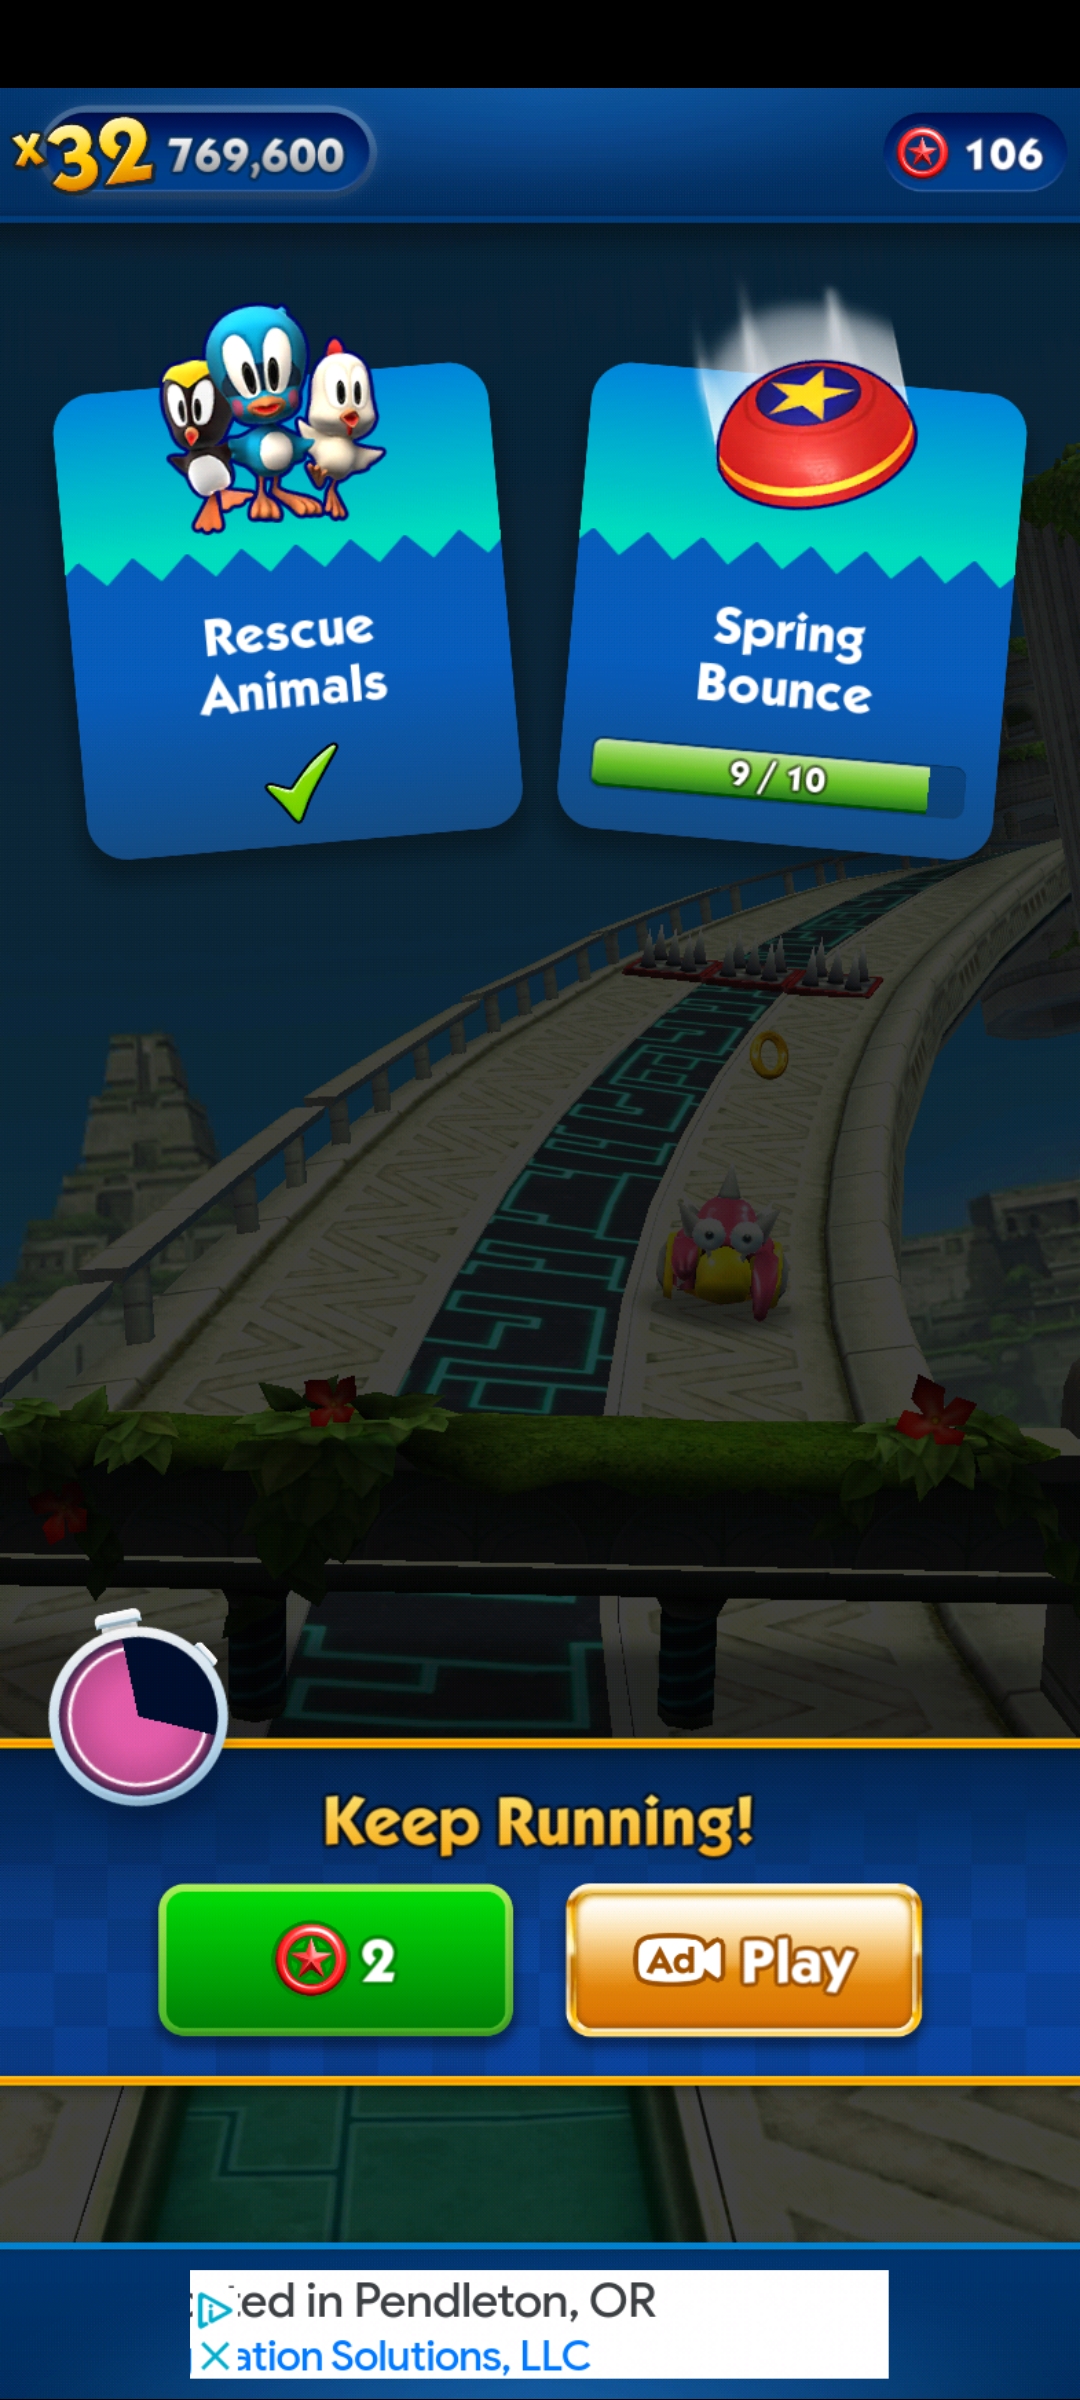 x32 769,600
106
Rescue
Animals
Spring
Bounce
9 / 10
Keep Running!
2
Ad Play
ed in Pendleton, OR
ation Solutions, LLC